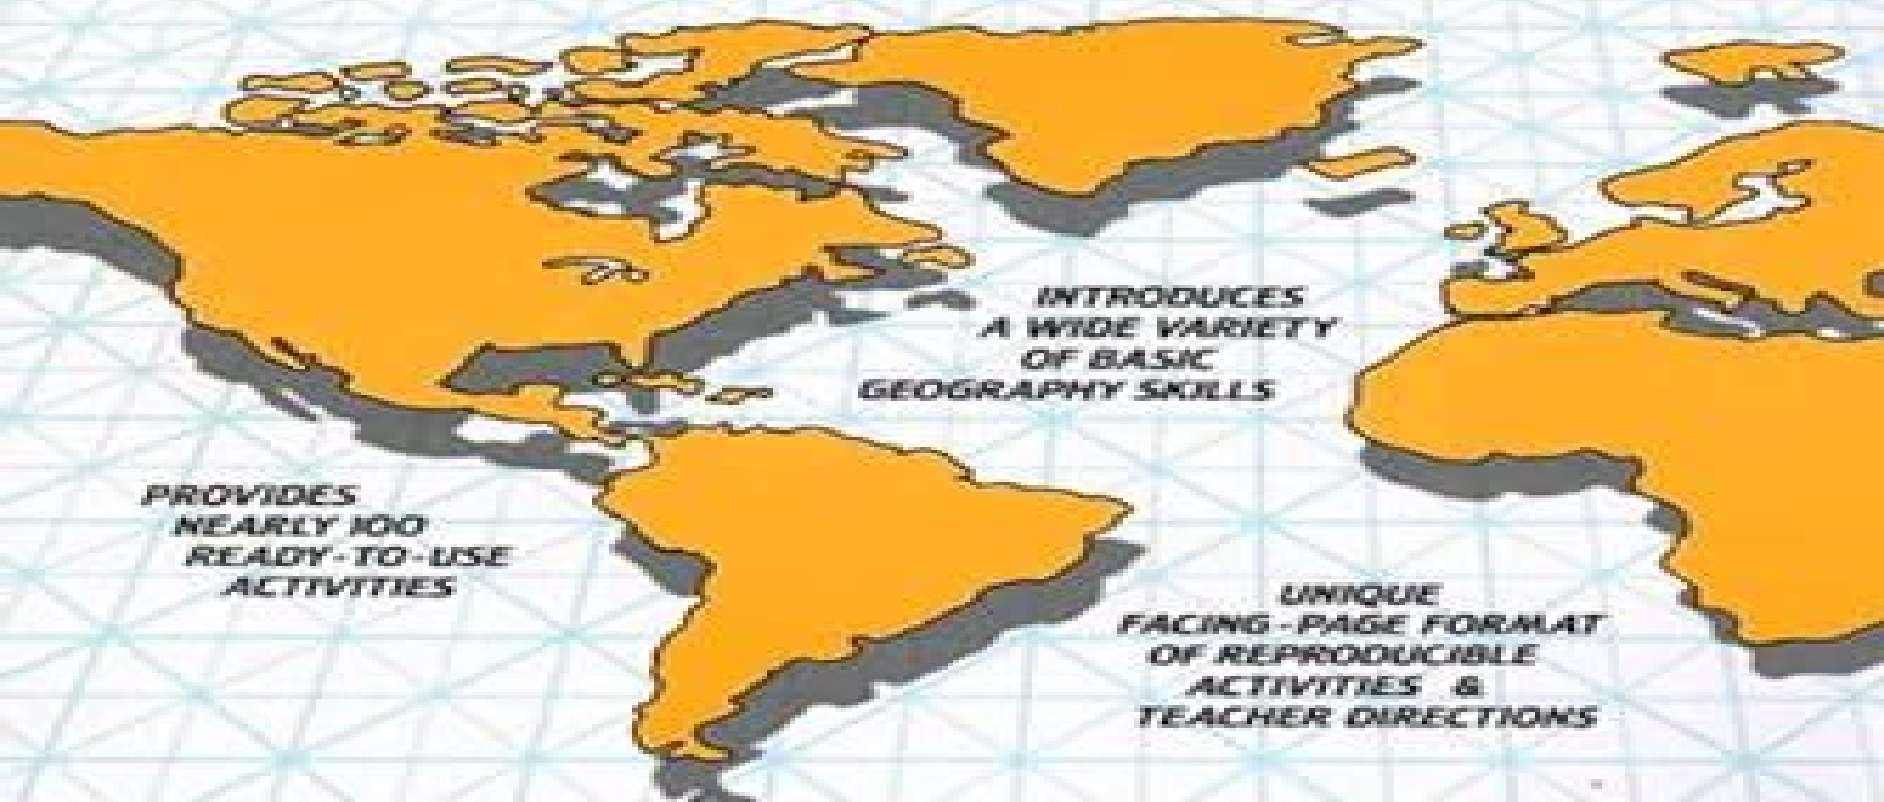 INTRODUCES
A WIDE VARIETY
OF BASIC
GEOGRAPHY SKILLS
PROVIDES
NEARLY 100
READY-TO-USE
ACTIVITIES
UNIQUE
FACING-PAGE FORMAT
OF REPRODUCIBLE
ACTIVITIES &
TEACHER DIRECTIONS